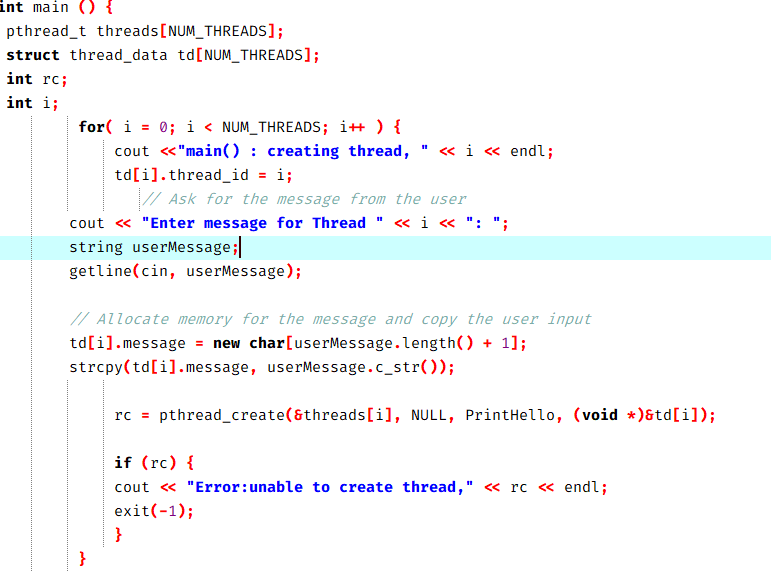 int main () {
pthread_t threads[NUM_THREADS];
struct thread_data td[NUM_THREADS];
int rc;
int i;
for( i = 0; i < NUM_THREADS; i++ ) {
cout <<"main() : creating thread, " << i << endl;
td[i].thread_id = i;
// Ask for the message from the user
cout << "Enter message for Thread " << i << ": ";
string userMessage;
getline(cin, userMessage);
// Allocate memory for the message and copy the user input
td[i].message = new char[userMessage.length() + 1];
strcpy(td[i].message, userMessage.c_str());
rc = pthread_create(&threads[i], NULL, PrintHello, (void *)&td[i]);
if (rc) {
cout << "Error:unable to create thread," << rc << endl;
exit(-1);
}
}